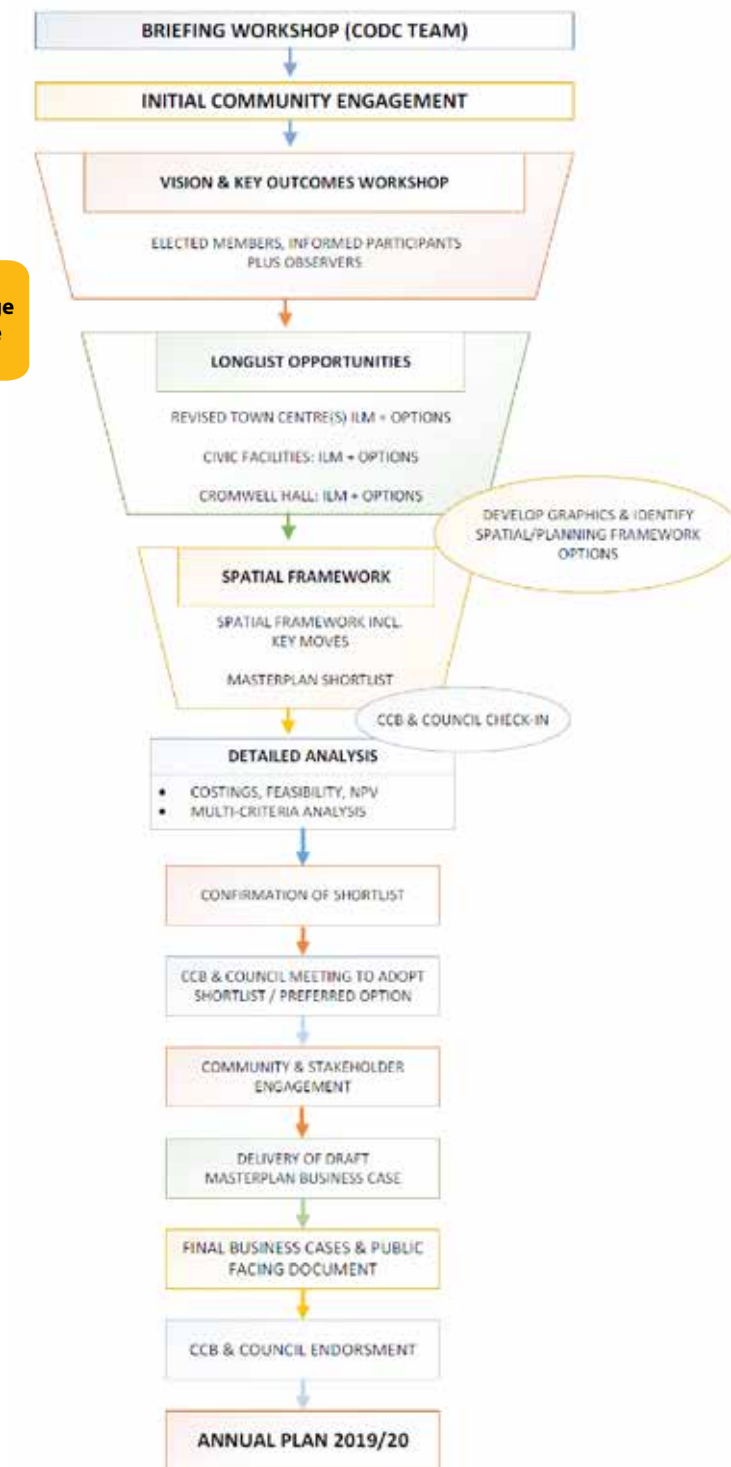 BRIEFING WORKSHOP (CODC TEAM)
INITIAL COMMUNITY ENGAGEMENT
VISION & KEY OUTCOMES WORKSHOP
ELECTED MEMBERS, INFORMED PARTICIPANTS
PLUS OBSERVERS
LONGLIST OPPORTUNITIES
REVISED TOWN CENTRE(S) ILM + OPTIONS
CIVIC FACILITIES: ILM + OPTIONS
CROMWELL HALL: ILM + OPTIONS
DEVELOP GRAPHICS & IDENTIFY
SPATIAL/PLANNING FRAMEWORK
OPTIONS
SPATIAL FRAMEWORK
SPATIAL FRAMEWORK INCL.
KEY MOVES
MASTERPLAN SHORTLIST
CCB & COUNCIL CHECK-IN
DETAILED ANALYSIS
• COSTINGS, FEASIBILITY, NPV
• MULTI-CRITERIA ANALYSIS
CONFIRMATION OF SHORTLIST
CCB & COUNCIL MEETING TO ADOPT
SHORTLIST / PREFERRED OPTION
COMMUNITY & STAKEHOLDER
ENGAGEMENT
DELIVERY OF DRAFT
MASTERPLAN BUSINESS CASE
FINAL BUSINESS CASES & PUBLIC
FACING DOCUMENT
CCB & COUNCIL ENDORSMENT
ANNUAL PLAN 2019/20